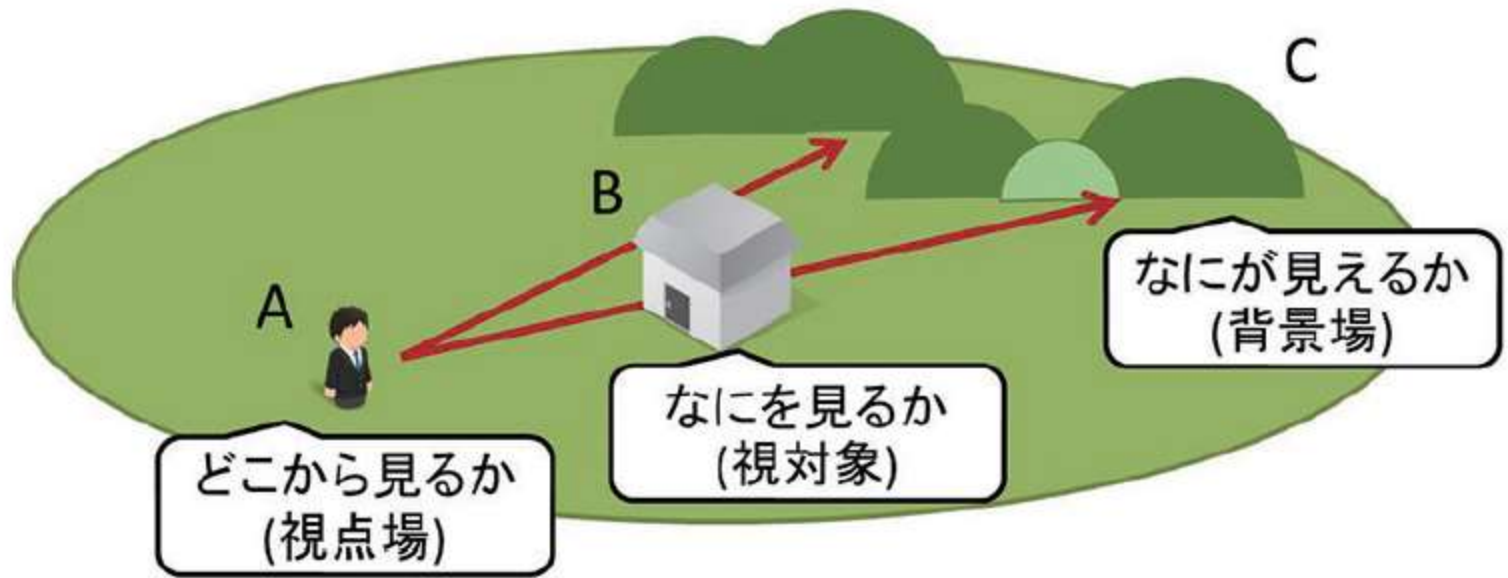 C
B
A
なにが見えるか
(背景場)
なにを見るか
(視対象)
どこから見るか
(視点場)